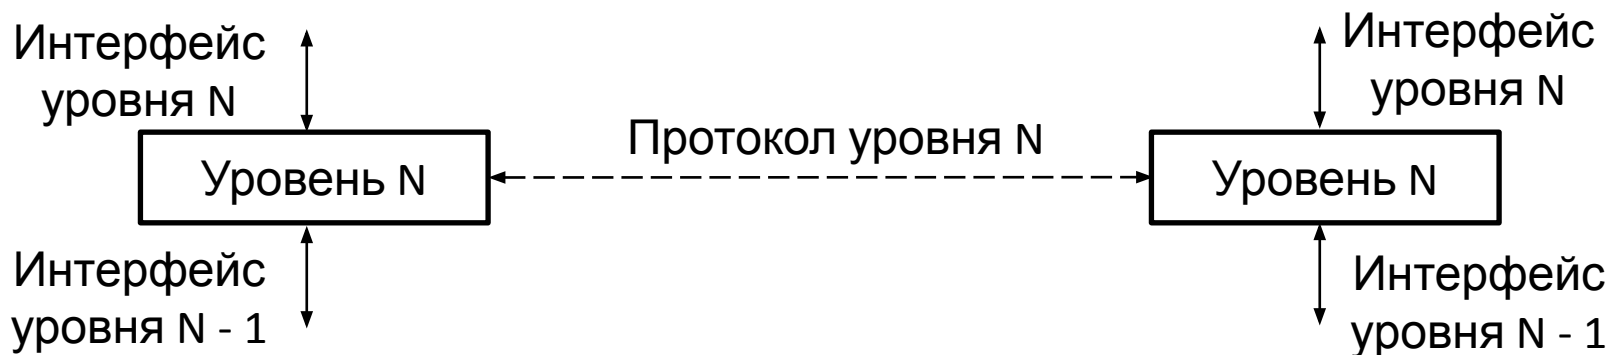 Интерфейс
уровня N
Интерфейс
уровня N
Протокол уровня N
Уровень N
Уровень N
Интерфейс
уровня N - 1
Интерфейс
уровня N - 1